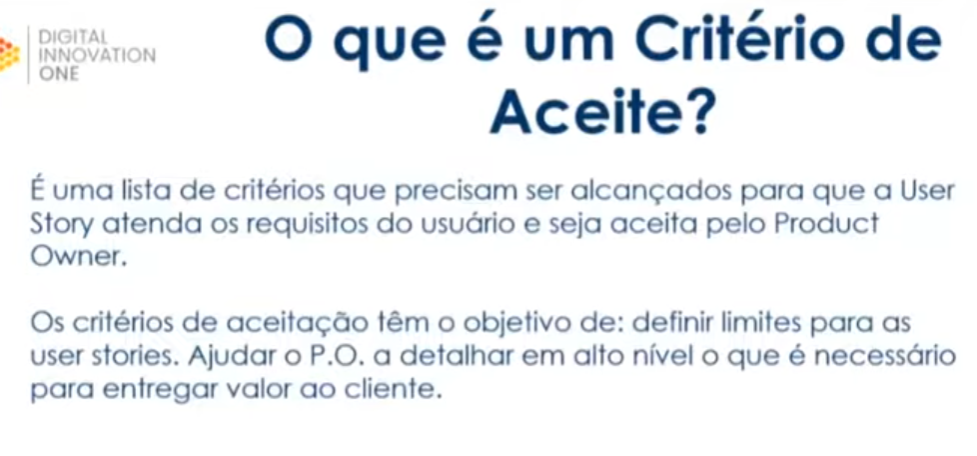 DIGITAL
INNOVATION
ONE
O que é um Critério de
Aceite?
É uma lista de critérios que precisam ser alcançados para que a User
Story atenda os requisitos do usuário e seja aceita pelo Product
Owner.
Os critérios de aceitação têm o objetivo de: definir limites para as
user stories. Ajudar o P.O. a detalhar em alto nível o que é necessário
para entregar valor ao cliente.